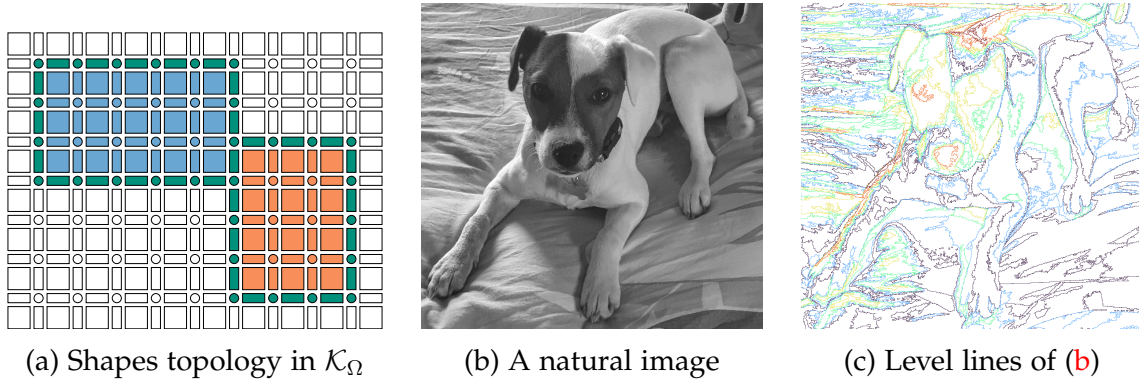 (a) Shapes topology in 𝒦_Ω
(b) A natural image
(c) Level lines of (b)